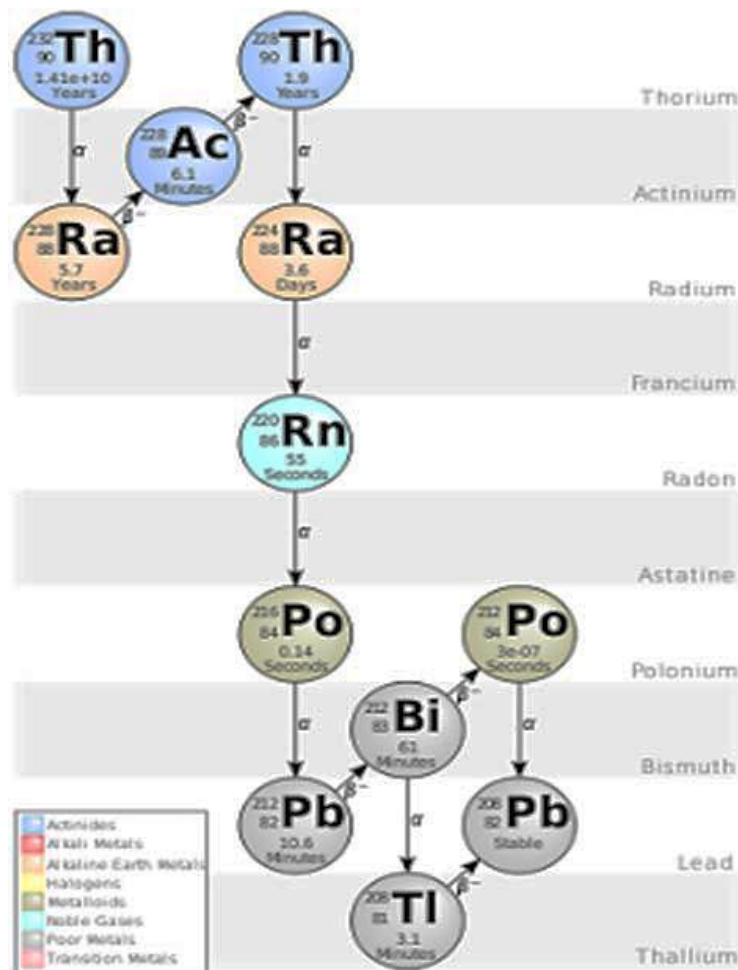 232 90 Th
1.41e+10
Years
228 90 Th
1.9
Years
Thorium
α
β⁻
α
228 89 Ac
6.1
Minutes
Actinium
β⁻
228 88 Ra
5.7
Years
224 88 Ra
3.6
Days
Radium
α
Francium
220 86 Rn
55
Seconds
Radon
α
Astatine
216 84 Po
0.14
Seconds
212 84 Po
3e-07
Seconds
Polonium
α
β⁻
α
212 83 Bi
61
Minutes
Bismuth
β⁻
212 82 Pb
10.6
Minutes
α
208 82 Pb
Stable
Lead
β⁻
208 81 Tl
3.1
Minutes
Thallium
Actinides
Alkali Metals
Alkaline Earth Metals
Halogens
Metalloids
Noble Gases
Poor Metals
Transition Metals